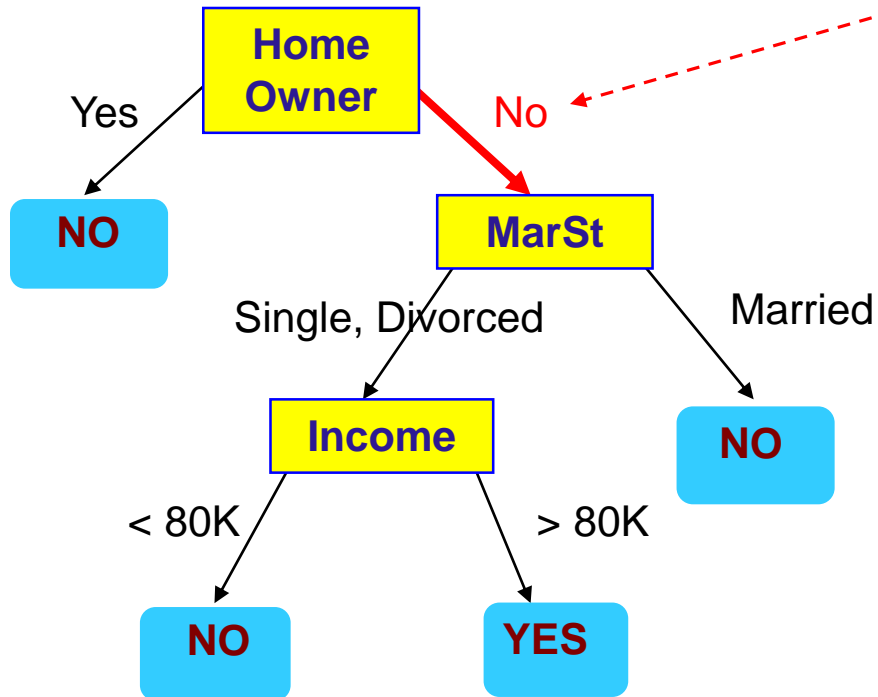 Home
Owner
Yes
No
NO
MarSt
Single, Divorced
Married
Income
NO
< 80K
> 80K
NO
YES